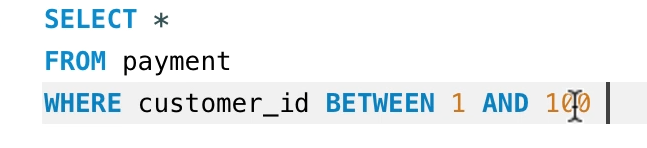 SELECT *
FROM payment
WHERE customer_id BETWEEN 1 AND 100